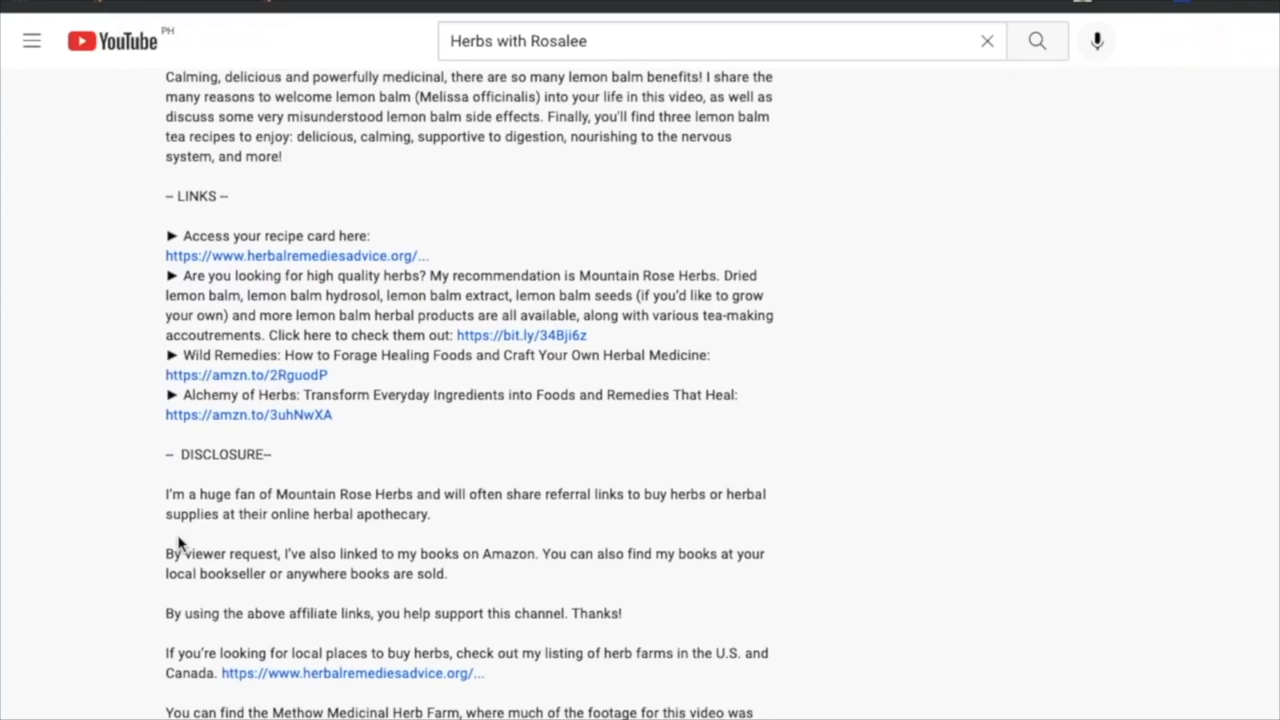 YouTube PH
Herbs with Rosalee
Calming, delicious and powerfully medicinal, there are so many lemon balm benefits! I share the
many reasons to welcome lemon balm (Melissa officinalis) into your life in this video, as well as
discuss some very misunderstood lemon balm side effects. Finally, you'll find three lemon balm
tea recipes to enjoy: delicious, calming, supportive to digestion, nourishing to the nervous
system, and more!
-- LINKS --
► Access your recipe card here:
https://www.herbalremediesadvice.org/...
► Are you looking for high quality herbs? My recommendation is Mountain Rose Herbs. Dried
lemon balm, lemon balm hydrosol, lemon balm extract, lemon balm seeds (if you'd like to grow
your own) and more lemon balm herbal products are all available, along with various tea-making
accoutrements. Click here to check them out: https://bit.ly/34Bji6z
► Wild Remedies: How to Forage Healing Foods and Craft Your Own Herbal Medicine:
https://amzn.to/2RguodP
► Alchemy of Herbs: Transform Everyday Ingredients into Foods and Remedies That Heal:
https://amzn.to/3uhNwXA
-- DISCLOSURE--
I'm a huge fan of Mountain Rose Herbs and will often share referral links to buy herbs or herbal
supplies at their online herbal apothecary.
By viewer request, I've also linked to my books on Amazon. You can also find my books at your
local bookseller or anywhere books are sold.
By using the above affiliate links, you help support this channel. Thanks!
If you're looking for local places to buy herbs, check out my listing of herb farms in the U.S. and
Canada. https://www.herbalremediesadvice.org/...
You can find the Methow Medicinal Herb Farm, where much of the footage for this video was